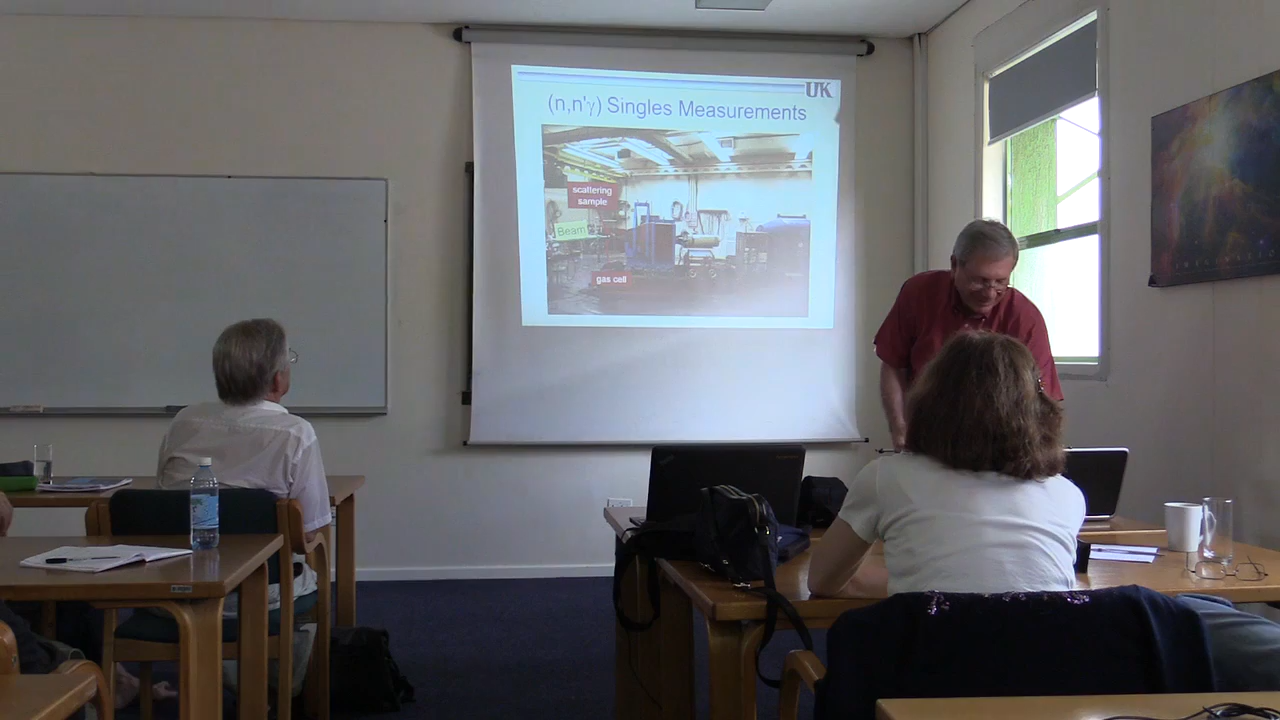 UK
(n,n'γ) Singles Measurements
scattering
sample
Beam
gas cell